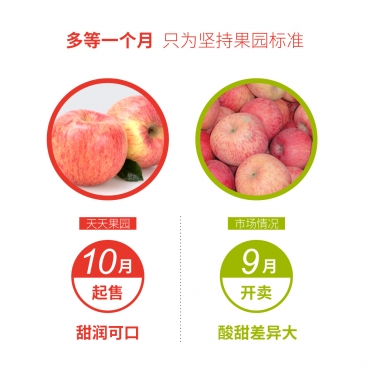 多等一个月 只为坚持果园标准
天天果园
10月
起售
甜润可口
市场情况
9月
开卖
酸甜差异大